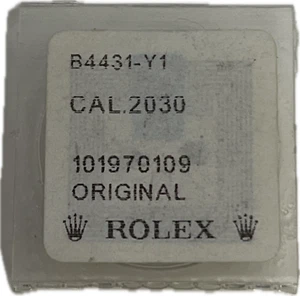 B4431-Y1
CAL.2030
101970109
ORIGINAL
ROLEX